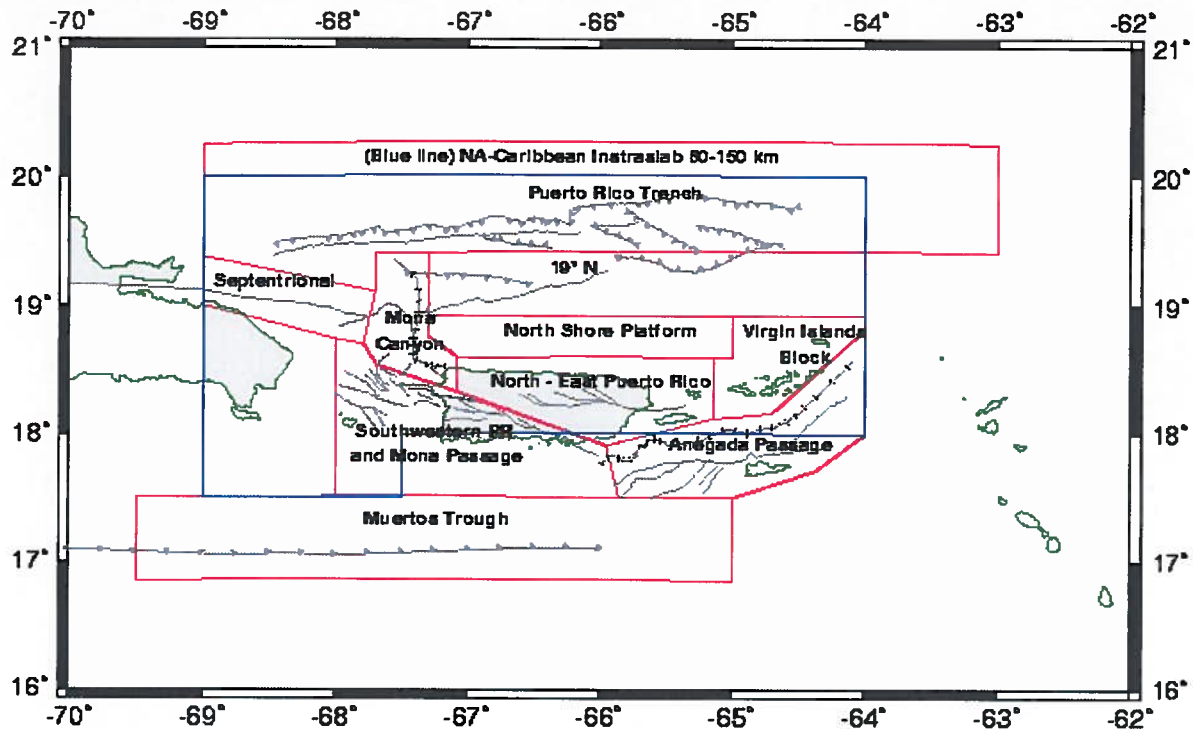 -70° -69° -68° -67° -66° -65° -64° -63° -62°
21° 21°
(Blue line) NA-Caribbean Instraslab 60-150 km
20° 20°
Puerto Rico Trench
19° N
Septentrional
19° 19°
Mona
Canyon
North Shore Platform
Virgin Islands
Block
North - East Puerto Rico
18° 18°
Southwestern PR
and Mona Passage
Anegada Passage
Muertos Trough
17° 17°
16° 16°
-70° -69° -68° -67° -66° -65° -64° -63° -62°